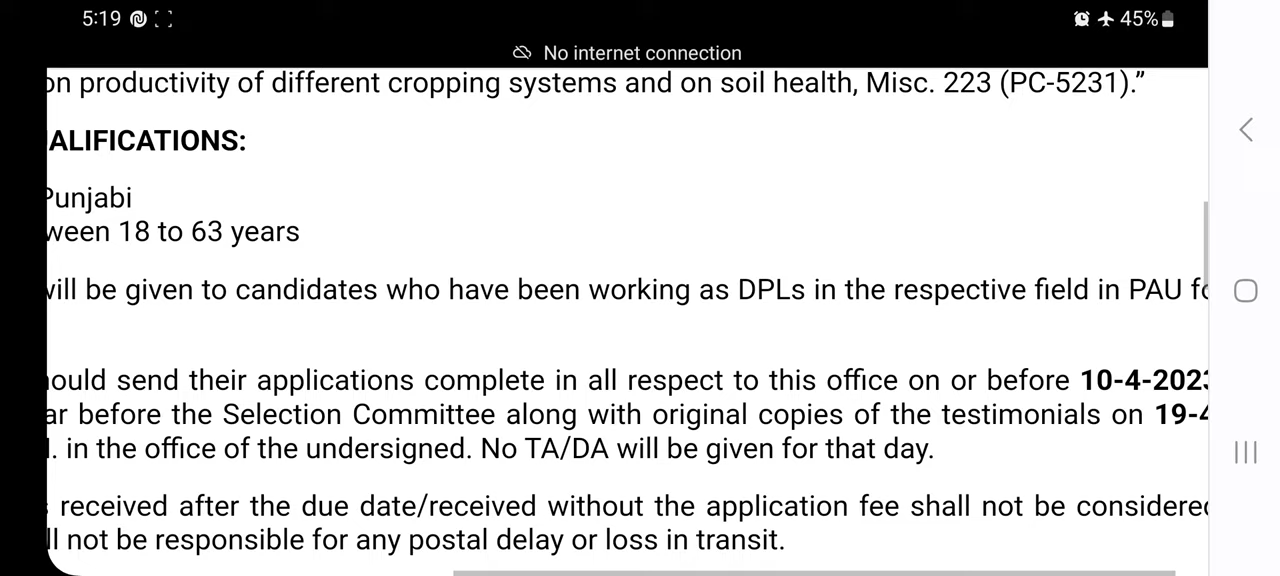 5:19
45%
No internet connection
on productivity of different cropping systems and on soil health, Misc. 223 (PC-5231).”
ALIFICATIONS:
Punjabi
ween 18 to 63 years
will be given to candidates who have been working as DPLs in the respective field in PAU fo
ould send their applications complete in all respect to this office on or before 10-4-2023
ar before the Selection Committee along with original copies of the testimonials on 19-4
. in the office of the undersigned. No TA/DA will be given for that day.
received after the due date/received without the application fee shall not be considered
ll not be responsible for any postal delay or loss in transit.